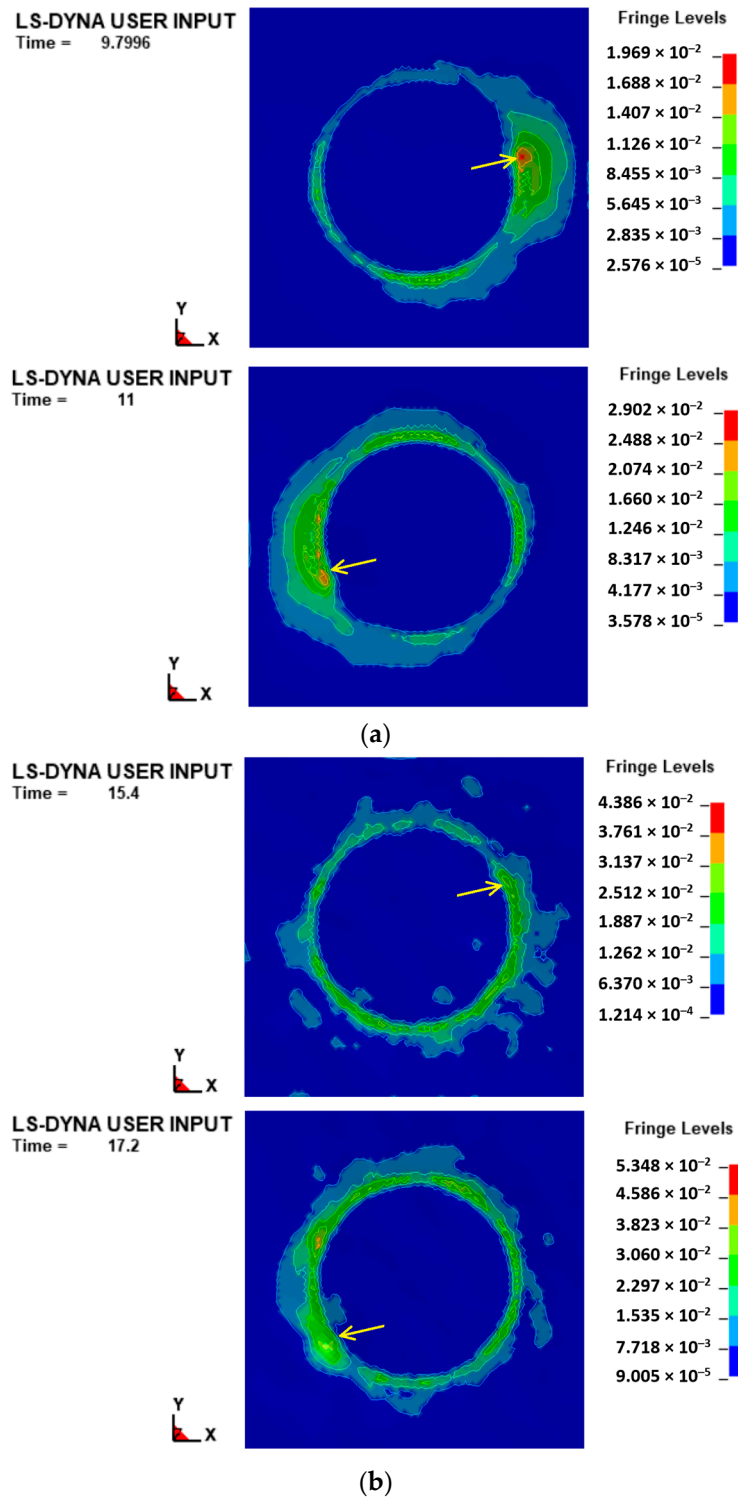 LS-DYNA USER INPUT
Time = 9.7996
Fringe Levels
1.969 × 10⁻²
1.688 × 10⁻²
1.407 × 10⁻²
1.126 × 10⁻²
8.455 × 10⁻³
5.645 × 10⁻³
2.835 × 10⁻³
2.576 × 10⁻⁵
Y
X
LS-DYNA USER INPUT
Time = 11
Fringe Levels
2.902 × 10⁻²
2.488 × 10⁻²
2.074 × 10⁻²
1.660 × 10⁻²
1.246 × 10⁻²
8.317 × 10⁻³
4.177 × 10⁻³
3.578 × 10⁻⁵
Y
X
(a)
LS-DYNA USER INPUT
Time = 15.4
Fringe Levels
4.386 × 10⁻²
3.761 × 10⁻²
3.137 × 10⁻²
2.512 × 10⁻²
1.887 × 10⁻²
1.262 × 10⁻²
6.370 × 10⁻³
1.214 × 10⁻⁴
Y
X
LS-DYNA USER INPUT
Time = 17.2
Fringe Levels
5.348 × 10⁻²
4.586 × 10⁻²
3.823 × 10⁻²
3.060 × 10⁻²
2.297 × 10⁻²
1.535 × 10⁻²
7.718 × 10⁻³
9.005 × 10⁻⁵
Y
X
(b)